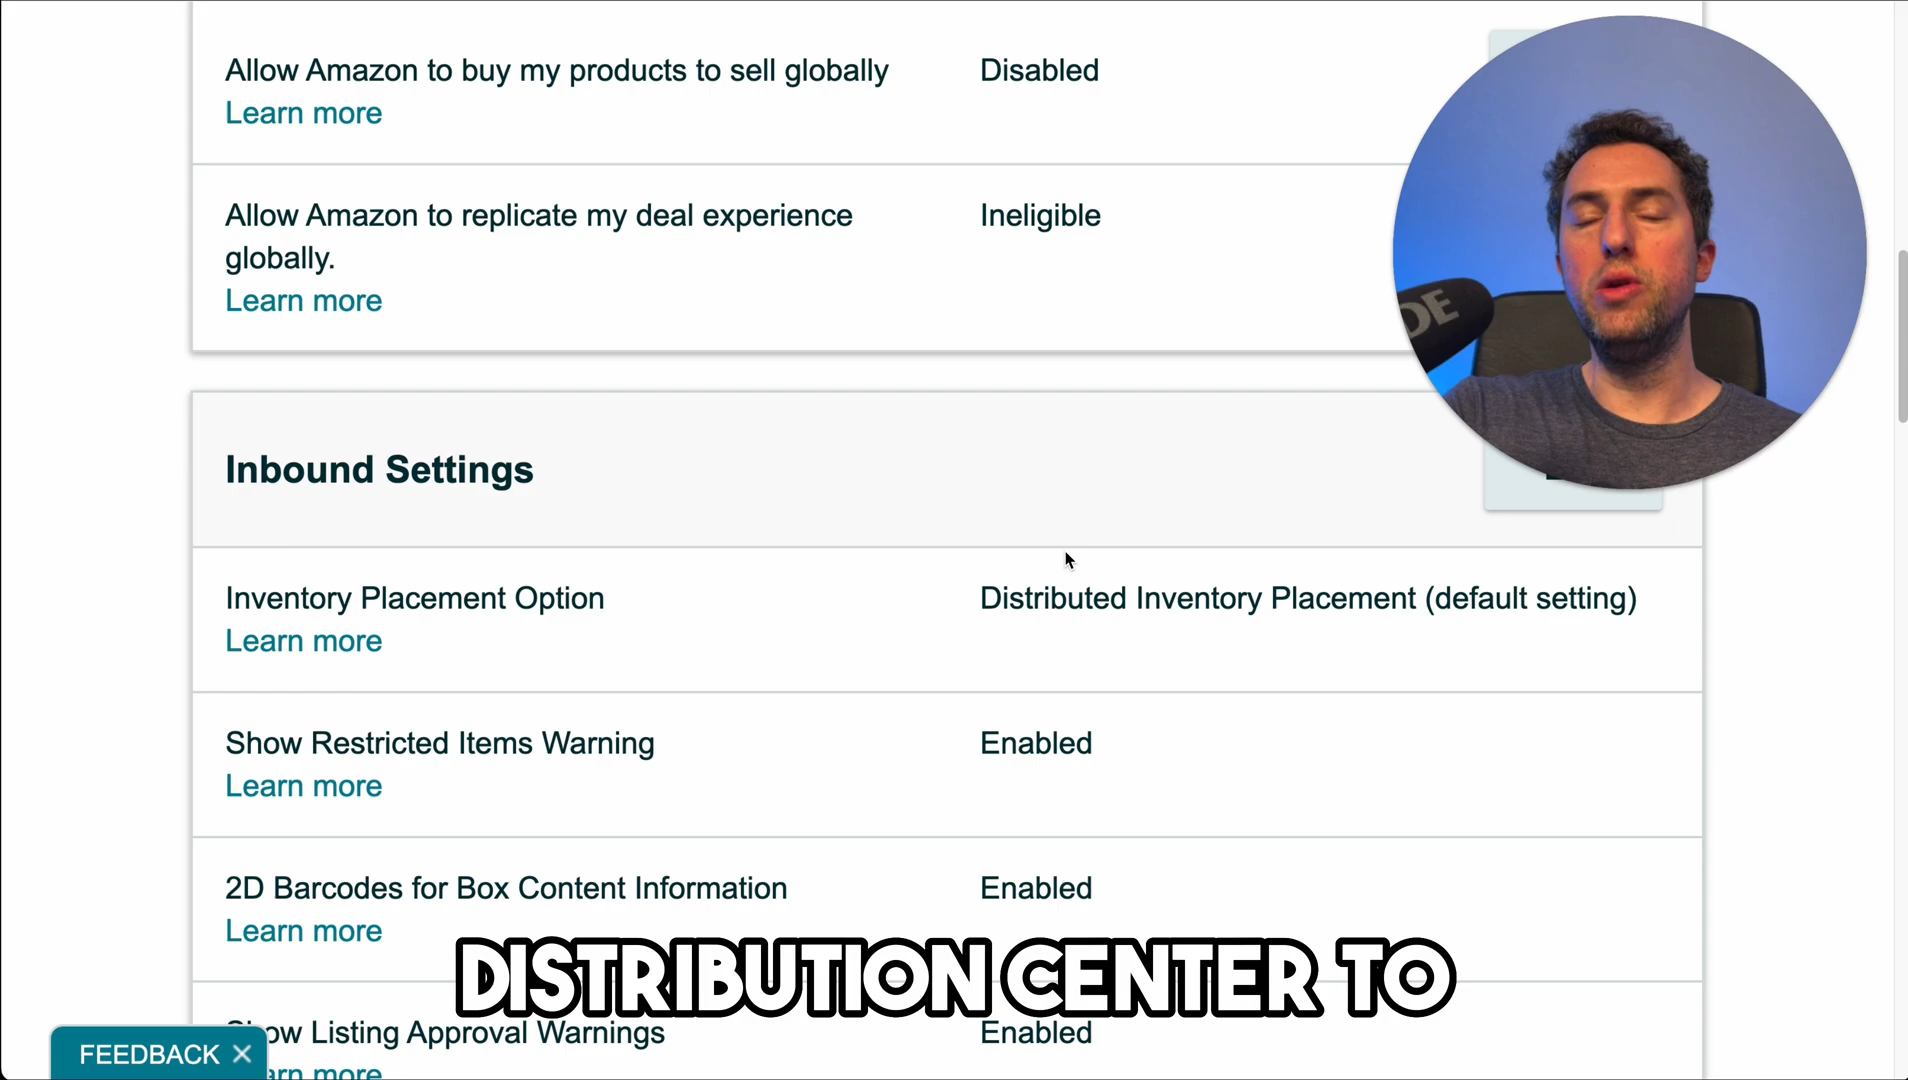 Allow Amazon to buy my products to sell globally
Disabled
Learn more
Allow Amazon to replicate my deal experience
Ineligible
globally.
Learn more
DE
Inbound Settings
Inventory Placement Option
Distributed Inventory Placement (default setting)
Learn more
Show Restricted Items Warning
Enabled
Learn more
2D Barcodes for Box Content Information
Enabled
Learn more
DISTRIBUTION CENTER TO
Listing Approval Warnings
Enabled
FEEDBACK